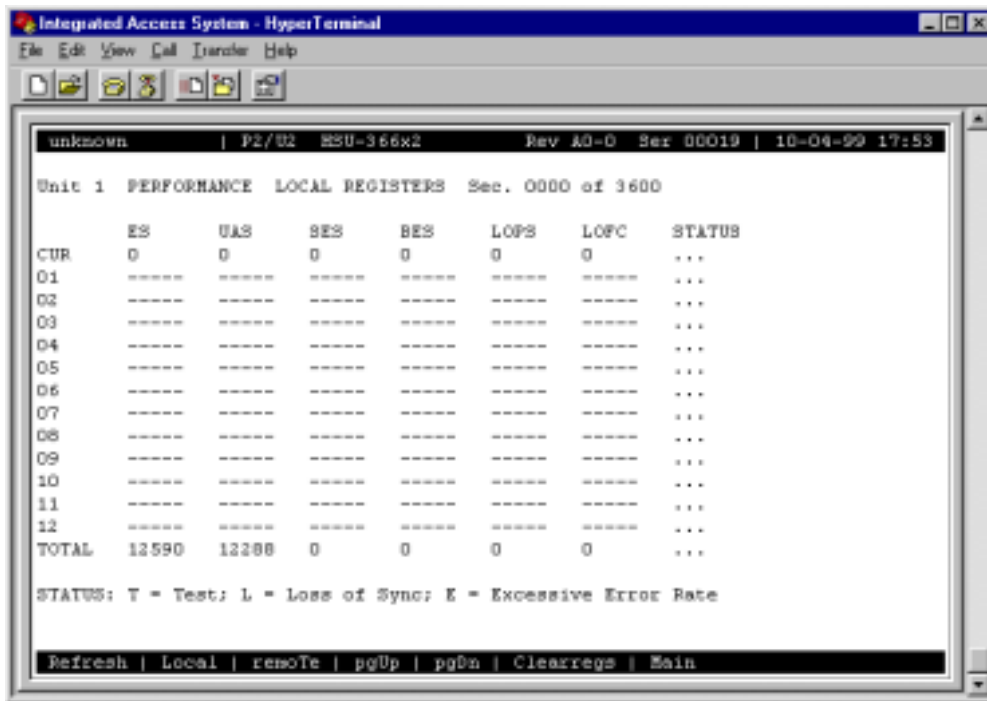 Integrated Access System - HyperTerminal
File Edit View Call Transfer Help
unknown | P2/U2 HSU-366x2 Rev A0-0 Ser 00019 | 10-04-99 17:53
Unit 1 PERFORMANCE LOCAL REGISTERS Sec. 0000 of 3600
ES UAS SES BES LOPS LOFC STATUS
CUR 0 0 0 0 0 0 ...
01 ----- ----- ----- ----- ----- ----- ...
02 ----- ----- ----- ----- ----- ----- ...
03 ----- ----- ----- ----- ----- ----- ...
04 ----- ----- ----- ----- ----- ----- ...
05 ----- ----- ----- ----- ----- ----- ...
06 ----- ----- ----- ----- ----- ----- ...
07 ----- ----- ----- ----- ----- ----- ...
08 ----- ----- ----- ----- ----- ----- ...
09 ----- ----- ----- ----- ----- ----- ...
10 ----- ----- ----- ----- ----- ----- ...
11 ----- ----- ----- ----- ----- ----- ...
12 ----- ----- ----- ----- ----- ----- ...
TOTAL 12590 12288 0 0 0 0 ...
STATUS: T = Test; L = Loss of Sync; E = Excessive Error Rate
Refresh | Local | remoTe | pgUp | pgDn | Clearregs | Main